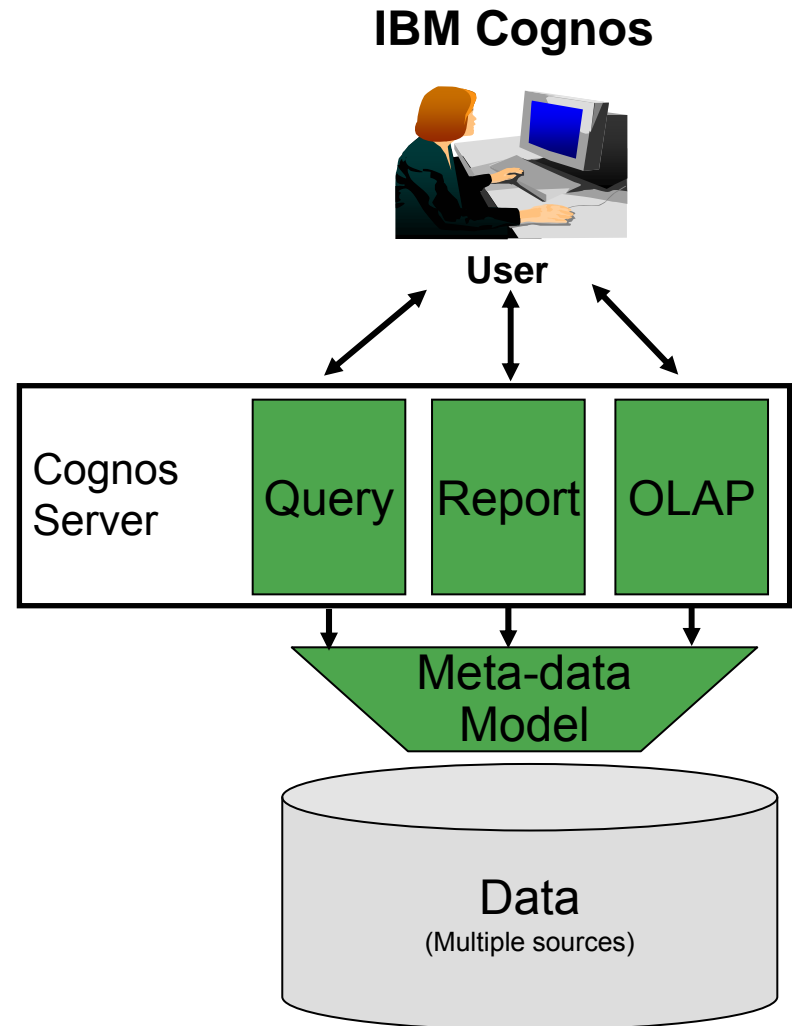 IBM Cognos
User
Cognos
Server
Query
Report
OLAP
Meta-data
Model
Data
(Multiple sources)